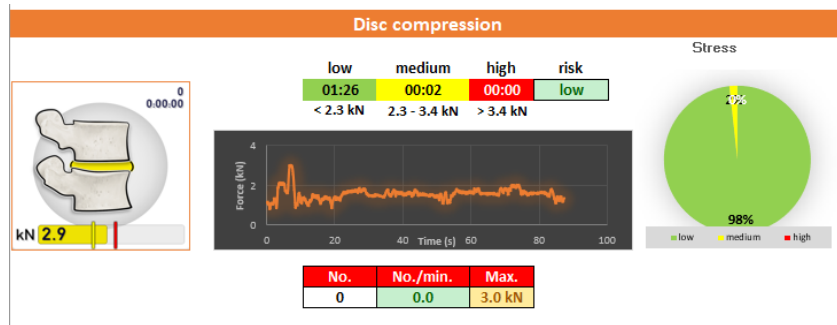 Disc compression
low medium high risk
01:26 00:02 00:00 low
< 2.3 kN 2.3 - 3.4 kN > 3.4 kN
0
0:00:00
kN 2.9
Force (kN)
4
2
0
0 20 40 60 80 100
Time (s)
No. No./min. Max.
0 0.0 3.0 kN
Stress
98%
low medium high